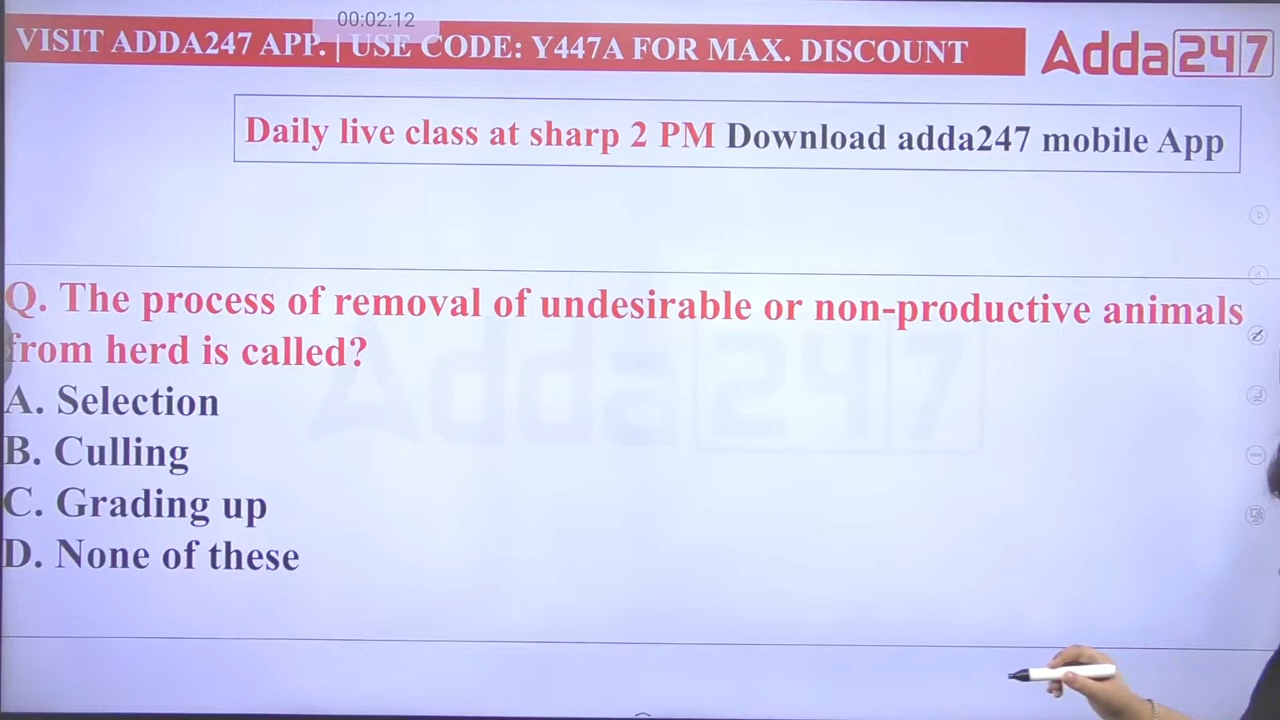 00:02:12
VISIT ADDA247 APP. | USE CODE: Y447A FOR MAX. DISCOUNT
Adda247
Daily live class at sharp 2 PM Download adda247 mobile App
Q. The process of removal of undesirable or non-productive animals
from herd is called?
A. Selection
B. Culling
C. Grading up
D. None of these
Adda247